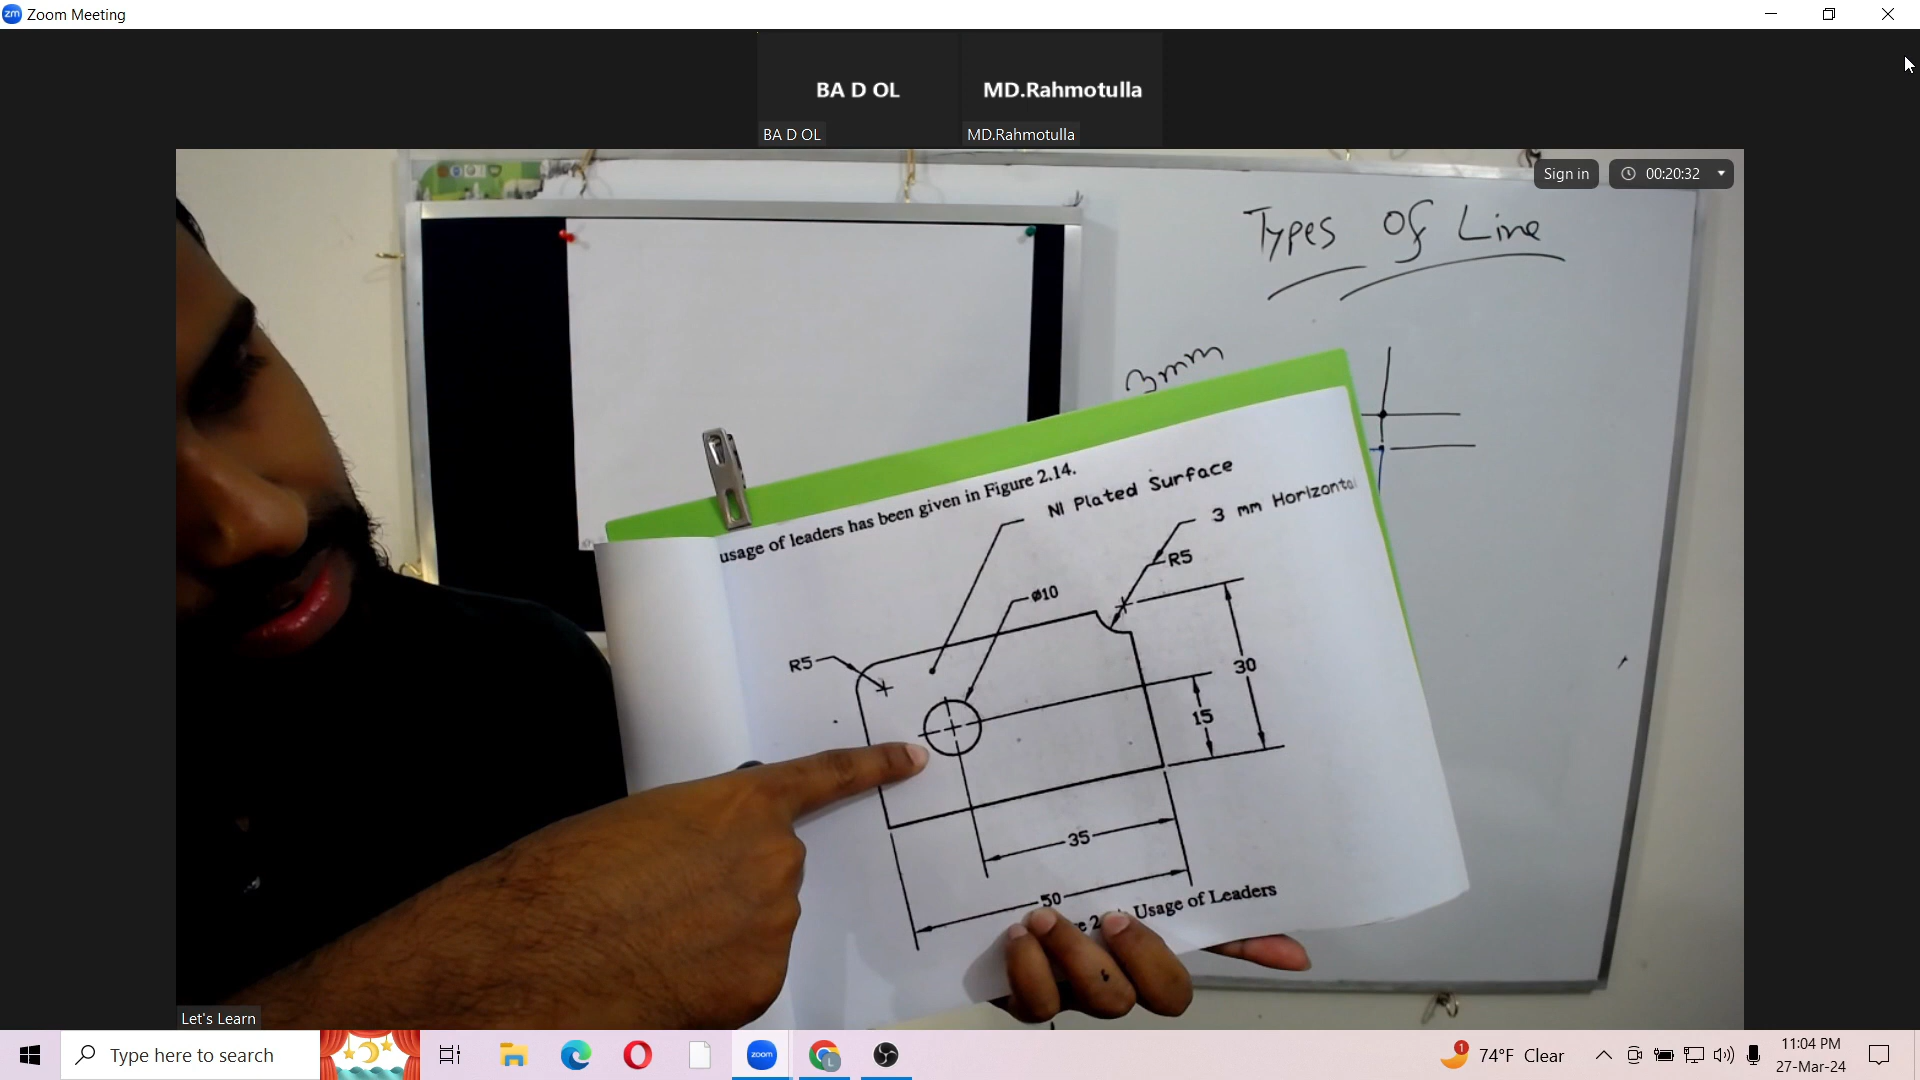 Zoom Meeting
BA D OL
MD.Rahmotulla
BA D OL
MD.Rahmotulla
Sign in
00:20:32
Types Of Line
3mm
usage of leaders has been given in Figure 2.14.
NI Plated Surface
3 mm Horizonta
R5
Ø10
R5
30
15
35
50
Usage of Leaders
Let's Learn
Type here to search
zoom
L
1
74°F Clear
11:04 PM
27-Mar-24